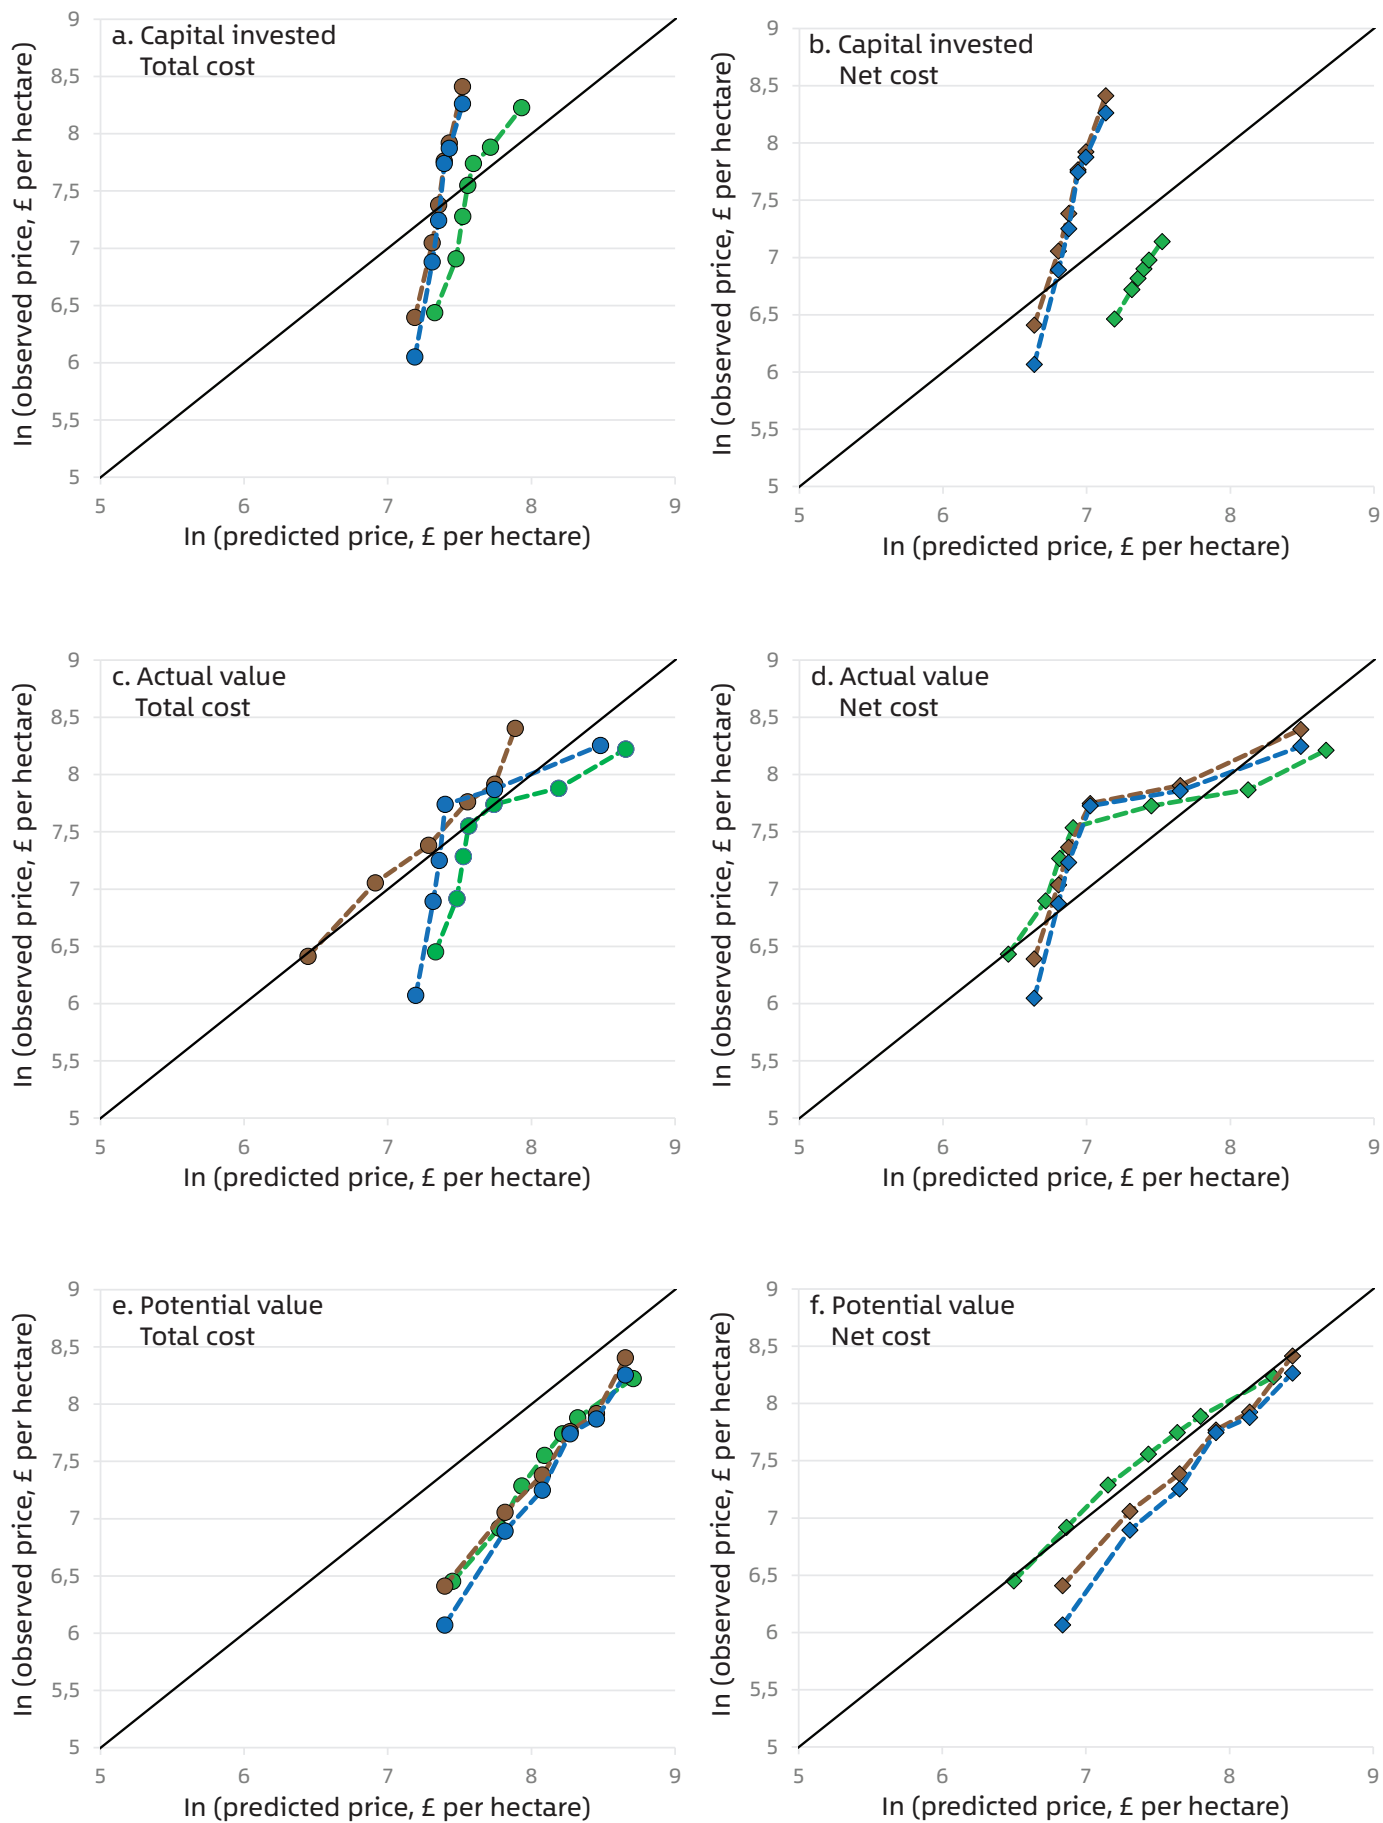 a. Capital invested
Total cost
ln (observed price, £ per hectare)
9
8,5
8
7,5
7
6,5
6
5,5
5
5 6 7 8 9
ln (predicted price, £ per hectare)
b. Capital invested
Net cost
ln (observed price, £ per hectare)
9
8,5
8
7,5
7
6,5
6
5,5
5
5 6 7 8 9
ln (predicted price, £ per hectare)
c. Actual value
Total cost
ln (observed price, £ per hectare)
9
8,5
8
7,5
7
6,5
6
5,5
5
5 6 7 8 9
ln (predicted price, £ per hectare)
d. Actual value
Net cost
ln (observed price, £ per hectare)
9
8,5
8
7,5
7
6,5
6
5,5
5
5 6 7 8 9
ln (predicted price, £ per hectare)
e. Potential value
Total cost
ln (observed price, £ per hectare)
9
8,5
8
7,5
7
6,5
6
5,5
5
5 6 7 8 9
ln (predicted price, £ per hectare)
f. Potential value
Net cost
ln (observed price, £ per hectare)
9
8,5
8
7,5
7
6,5
6
5,5
5
5 6 7 8 9
ln (predicted price, £ per hectare)